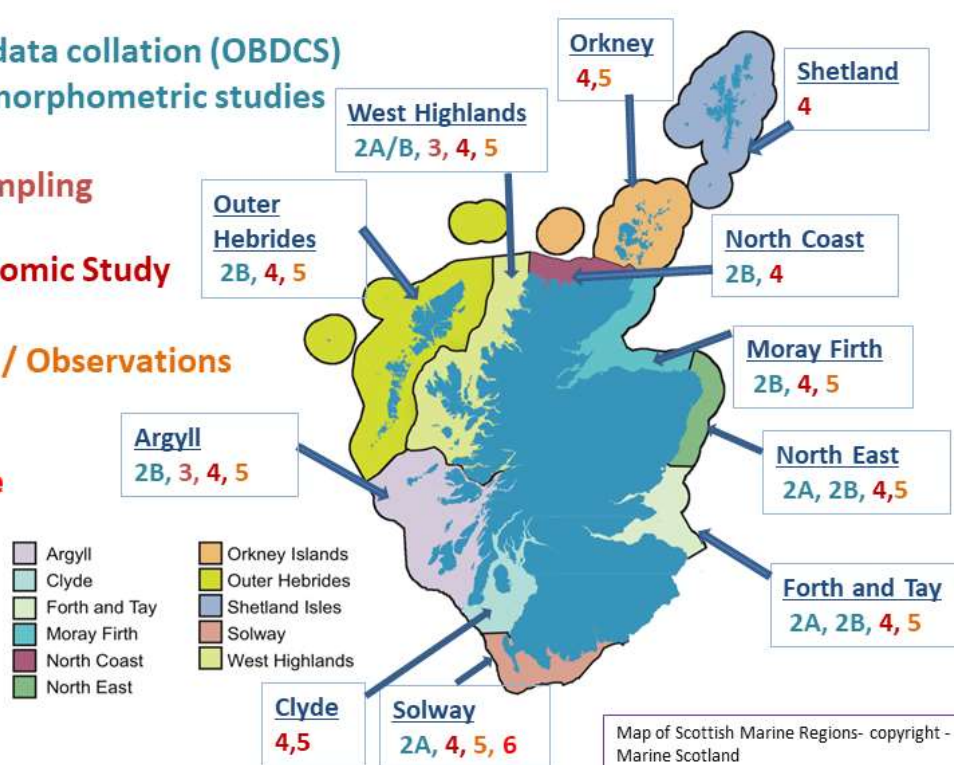 data collation (OBDCS)
morphometric studies
mpling
omic Study
/ Observations
e
Orkney
4,5
Shetland
4
West Highlands
2A/B, 3, 4, 5
Outer
Hebrides
2B, 4, 5
North Coast
2B, 4
Moray Firth
2B, 4, 5
Argyll
2B, 3, 4, 5
North East
2A, 2B, 4,5
Forth and Tay
2A, 2B, 4, 5
Argyll
Clyde
Forth and Tay
Moray Firth
North Coast
North East
Orkney Islands
Outer Hebrides
Shetland Isles
Solway
West Highlands
Clyde
4,5
Solway
2A, 4, 5, 6
Map of Scottish Marine Regions- copyright -
Marine Scotland